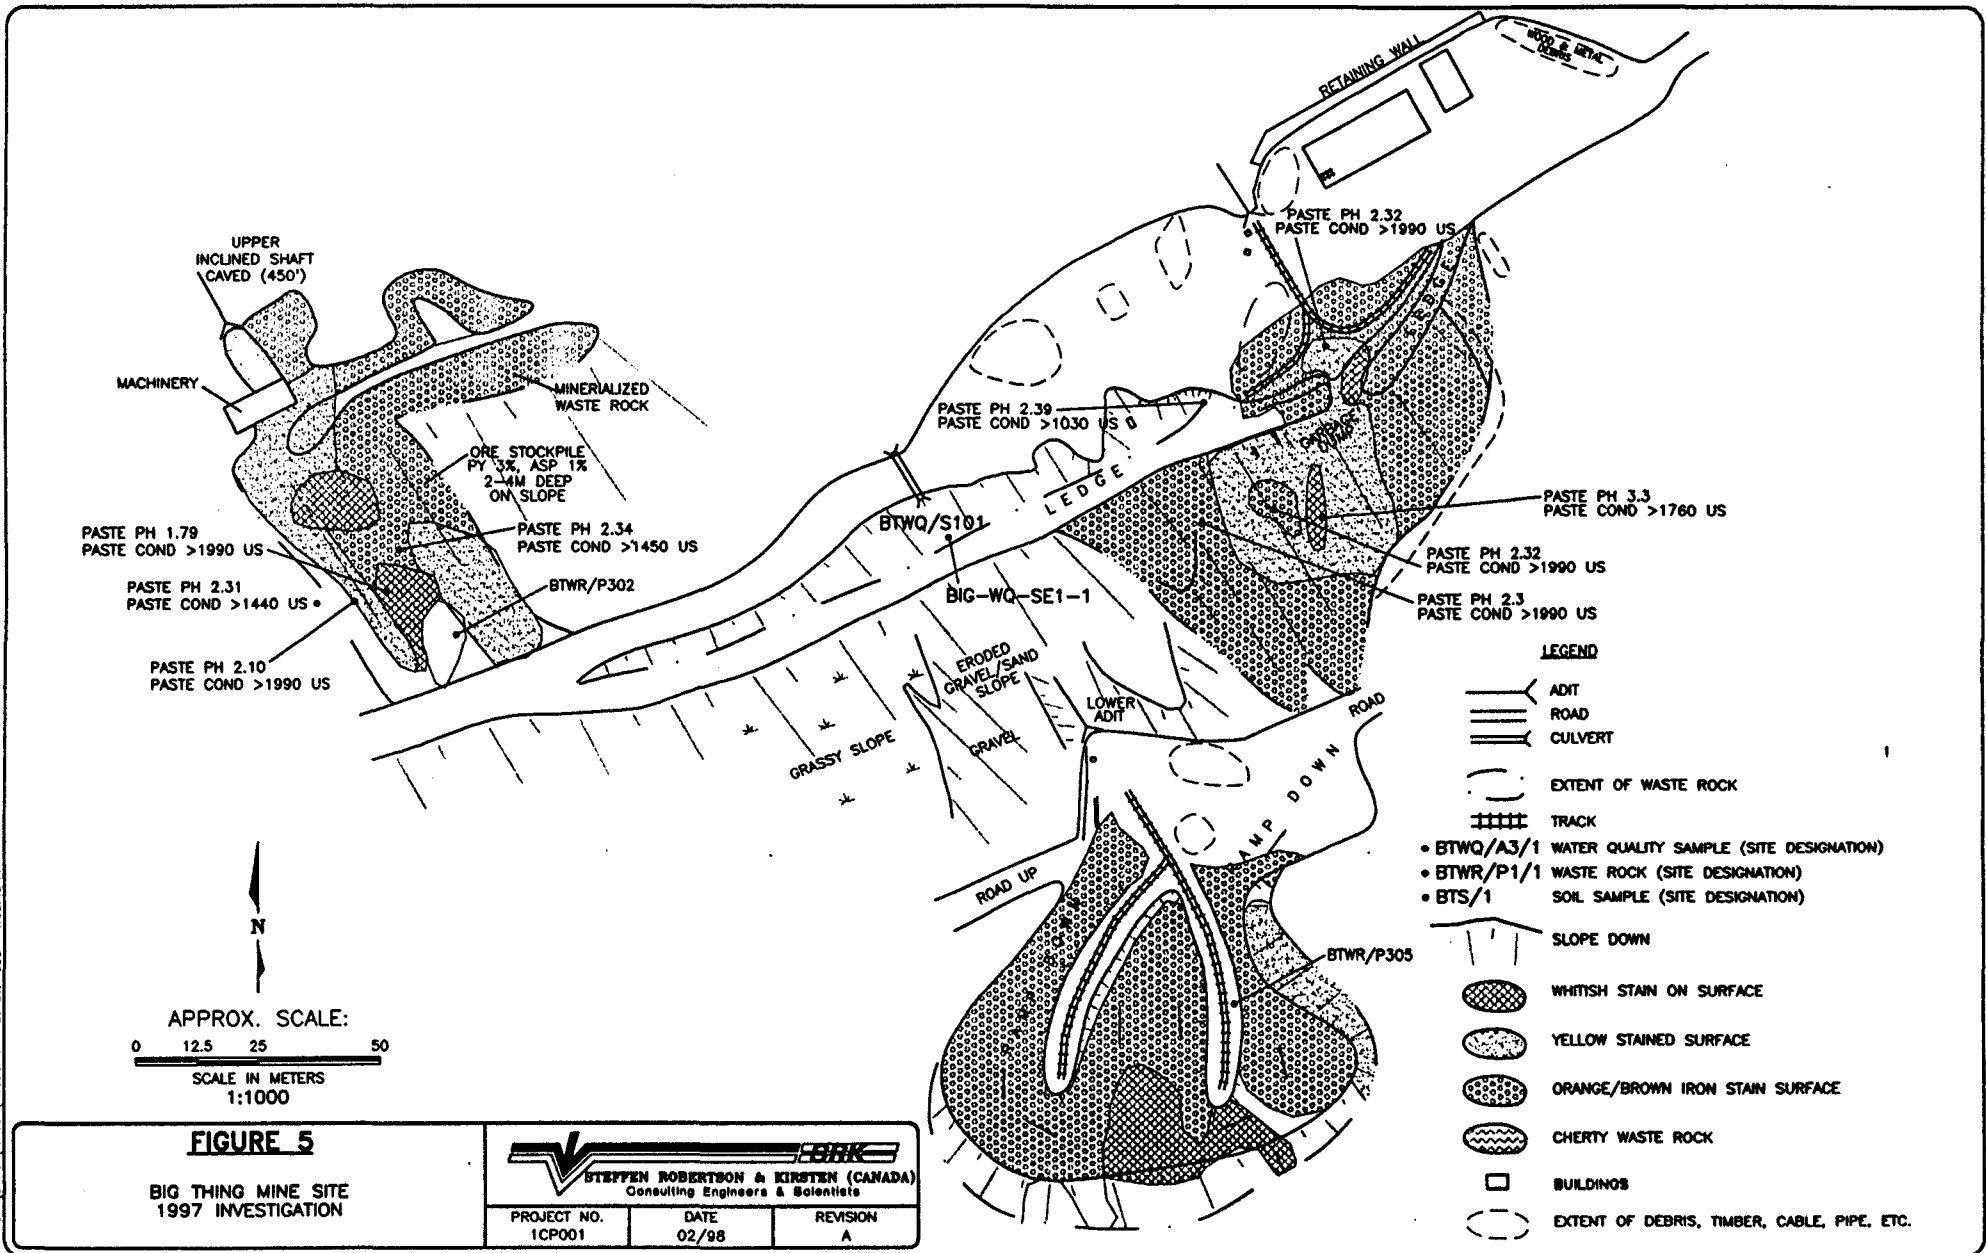 RETAINING WALL
WOOD & METAL
DEBRIS
PASTE PH 2.32
PASTE COND >1990 US
UPPER
INCLINED SHAFT
CAVED (450')
MACHINERY
MINERIALIZED
WASTE ROCK
LEDGE
PASTE PH 2.39
PASTE COND >1030 US
GARBAGE
DUMP
ORE STOCKPILE
PY 3%, ASP 1%
2-4M DEEP
ON SLOPE
LEDGE
PASTE PH 3.3
PASTE COND >1760 US
PASTE PH 1.79
PASTE COND >1990 US
PASTE PH 2.34
PASTE COND >1450 US
BTWQ/S101
PASTE PH 2.32
PASTE COND >1990 US
PASTE PH 2.31
PASTE COND >1440 US
BTWR/P302
BIG-WQ-SE1-1
PASTE PH 2.3
PASTE COND >1990 US
PASTE PH 2.10
PASTE COND >1990 US
ERODED
GRAVEL/SAND
SLOPE
LOWER
ADIT
ROAD
GRASSY SLOPE
GRAVEL
DOWN
ROAD UP
BTWR/P305
LEGEND
ADIT
ROAD
CULVERT
EXTENT OF WASTE ROCK
TRACK
BTWQ/A3/1 WATER QUALITY SAMPLE (SITE DESIGNATION)
BTWR/P1/1 WASTE ROCK (SITE DESIGNATION)
BTS/1 SOIL SAMPLE (SITE DESIGNATION)
SLOPE DOWN
WHITISH STAIN ON SURFACE
YELLOW STAINED SURFACE
ORANGE/BROWN IRON STAIN SURFACE
CHERTY WASTE ROCK
BUILDINGS
EXTENT OF DEBRIS, TIMBER, CABLE, PIPE, ETC.
N
APPROX. SCALE:
0 12.5 25 50
SCALE IN METERS
1:1000
FIGURE 5
BIG THING MINE SITE
1997 INVESTIGATION
SRK
STEFFEN ROBERTSON & KIRSTEN (CANADA)
Consulting Engineers & Scientists
PROJECT NO.
1CP001
DATE
02/98
REVISION
A